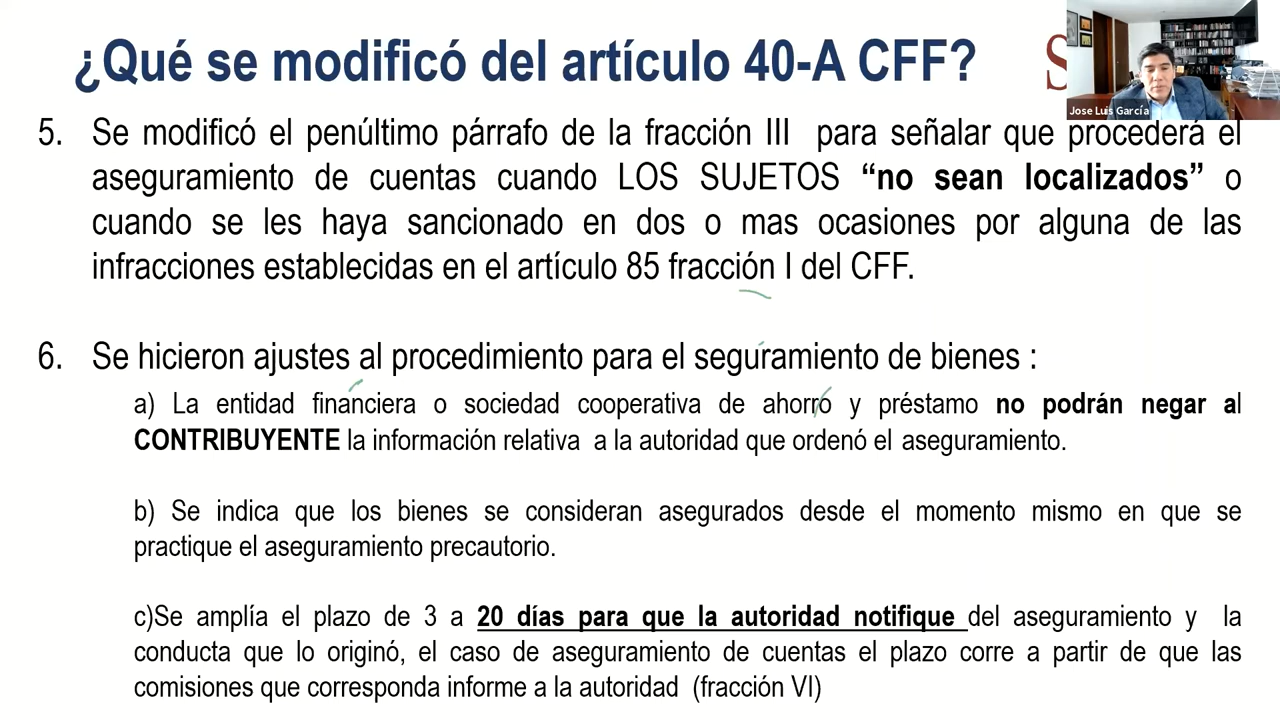 ¿Qué se modificó del artículo 40-A CFF?
S
Jose Luis García
5. Se modificó el penúltimo párrafo de la fracción III para señalar que procederá el
aseguramiento de cuentas cuando LOS SUJETOS “no sean localizados” o
cuando se les haya sancionado en dos o mas ocasiones por alguna de las
infracciones establecidas en el artículo 85 fracción I del CFF.
6. Se hicieron ajustes al procedimiento para el seguramiento de bienes :
a) La entidad financiera o sociedad cooperativa de ahorro y préstamo no podrán negar al
CONTRIBUYENTE la información relativa a la autoridad que ordenó el aseguramiento.
b) Se indica que los bienes se consideran asegurados desde el momento mismo en que se
practique el aseguramiento precautorio.
c)Se amplía el plazo de 3 a 20 días para que la autoridad notifique del aseguramiento y la
conducta que lo originó, el caso de aseguramiento de cuentas el plazo corre a partir de que las
comisiones que corresponda informe a la autoridad (fracción VI)